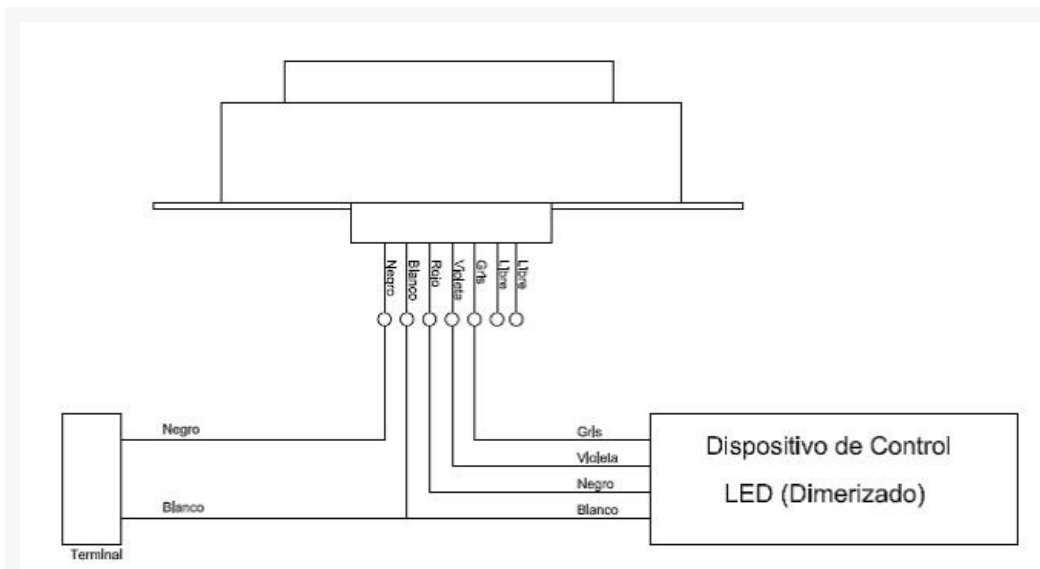 Negro
Blanco
Rojo
Violeta
Gris
Libre
Libre
Negro
Blanco
Terminal
Gris
Violeta
Negro
Blanco
Dispositivo de Control
LED (Dimerizado)